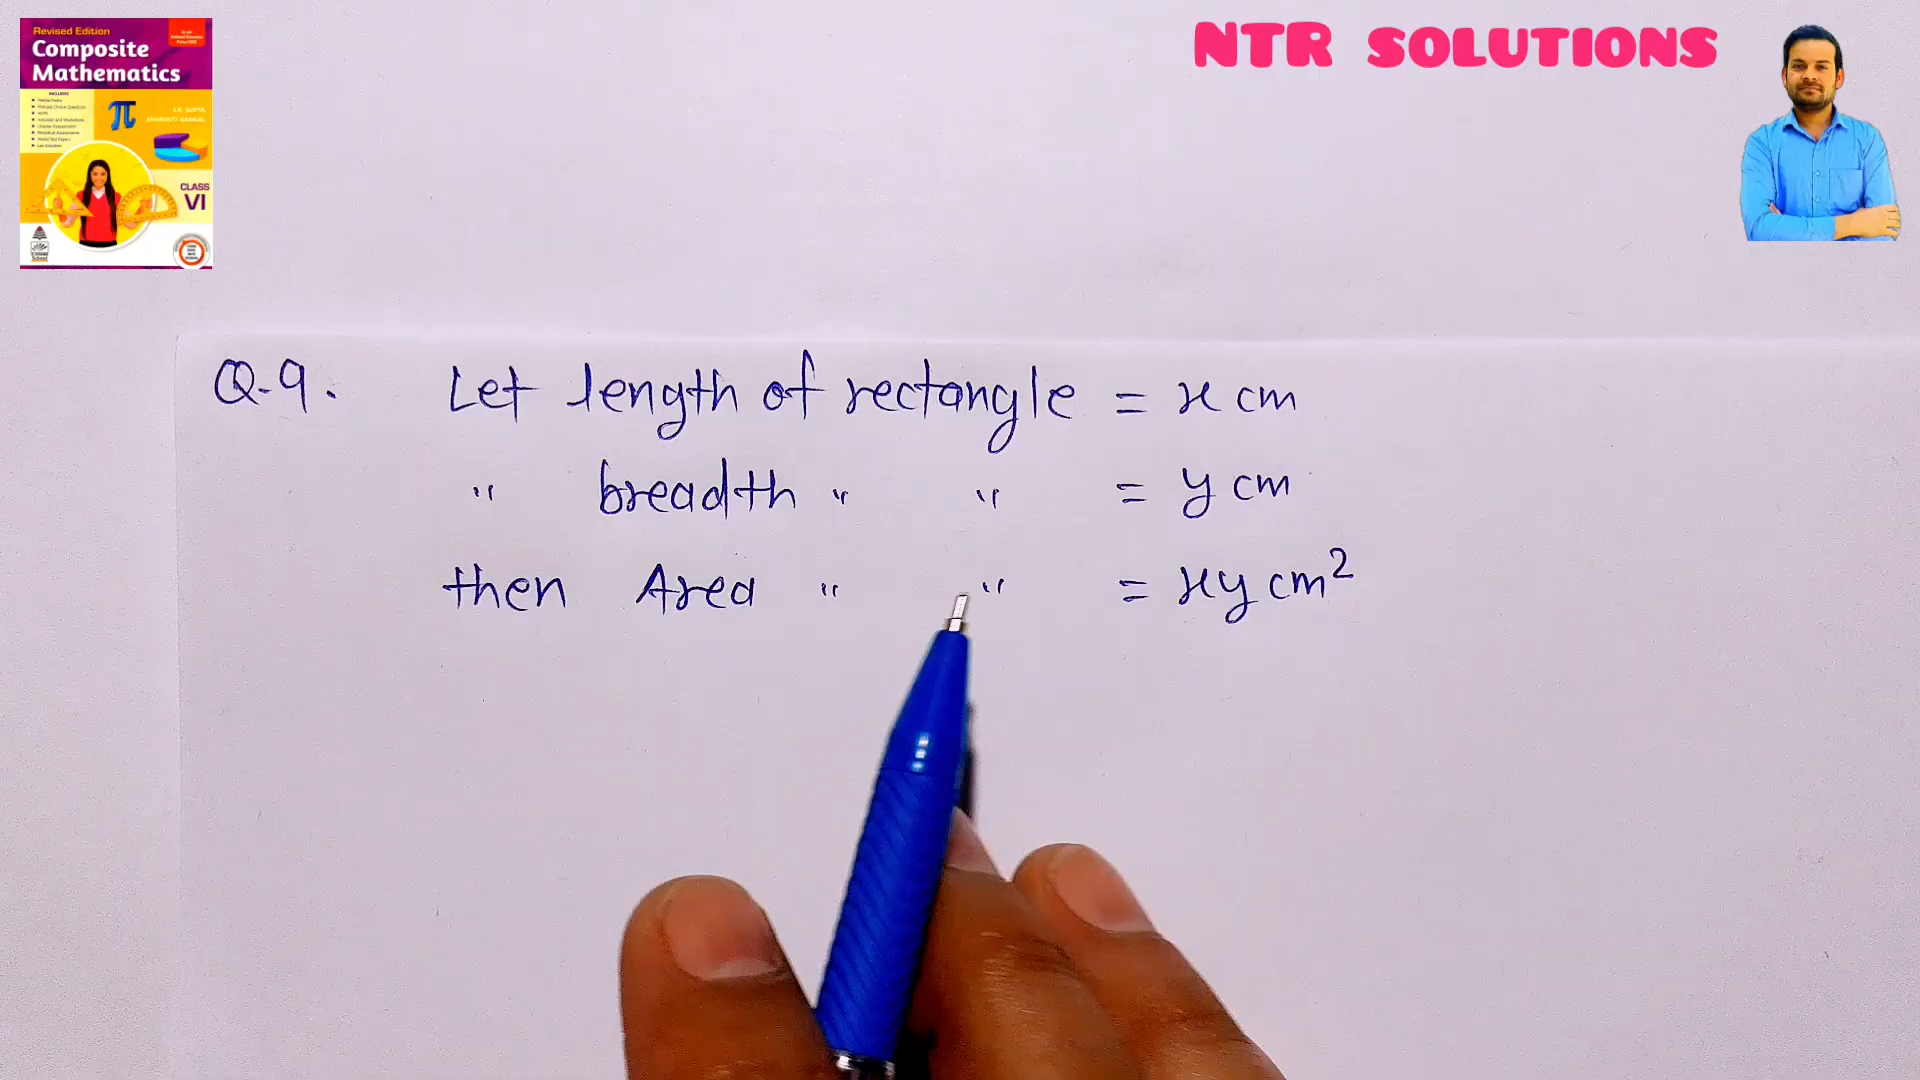 Revised Edition
Composite
Mathematics
INCLUDES
CLASS
VI
NTR SOLUTIONS
Q-9. Let length of rectangle = x cm
" breadth " " = y cm
then Area " " = xy cm²